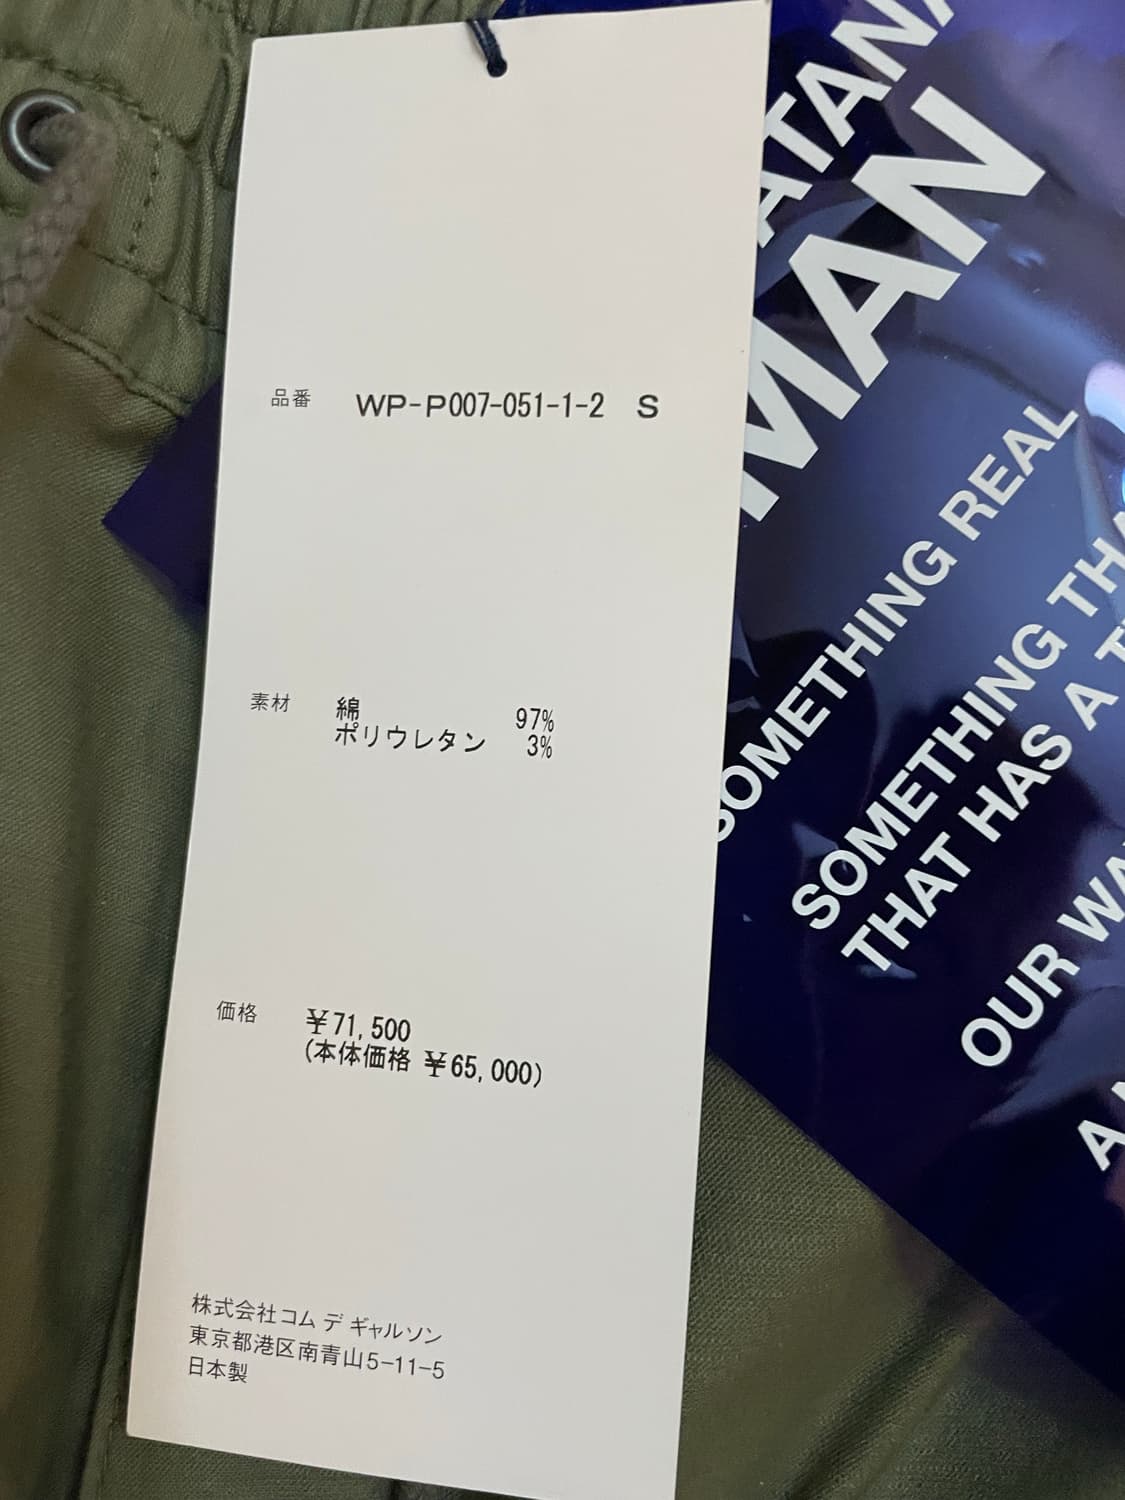 品番 WP-P007-051-1-2 S
素材 綿 97%
ポリウレタン 3%
価格 ¥71,500
(本体価格 ¥65,000)
株式会社コム デ ギャルソン
東京都港区南青山5-11-5
日本製
MAN
SOMETHING REAL
SOMETHING
THAT HAS A
OUR